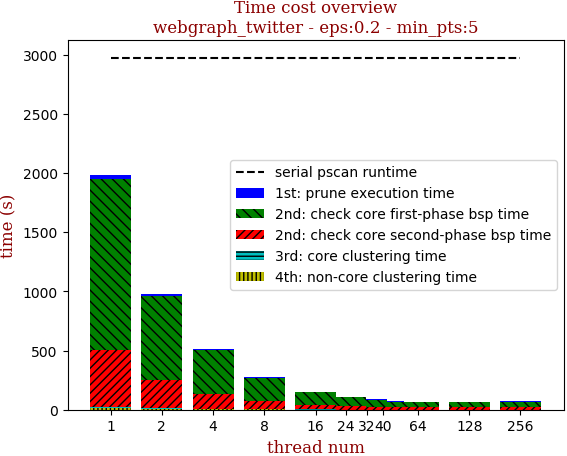 Time cost overview
webgraph_twitter - eps:0.2 - min_pts:5
time (s)
3000
2500
2000
1500
1000
500
0
serial pscan runtime
1st: prune execution time
2nd: check core first-phase bsp time
2nd: check core second-phase bsp time
3rd: core clustering time
4th: non-core clustering time
1 2 4 8 16 24 32 40 64 128 256
thread num